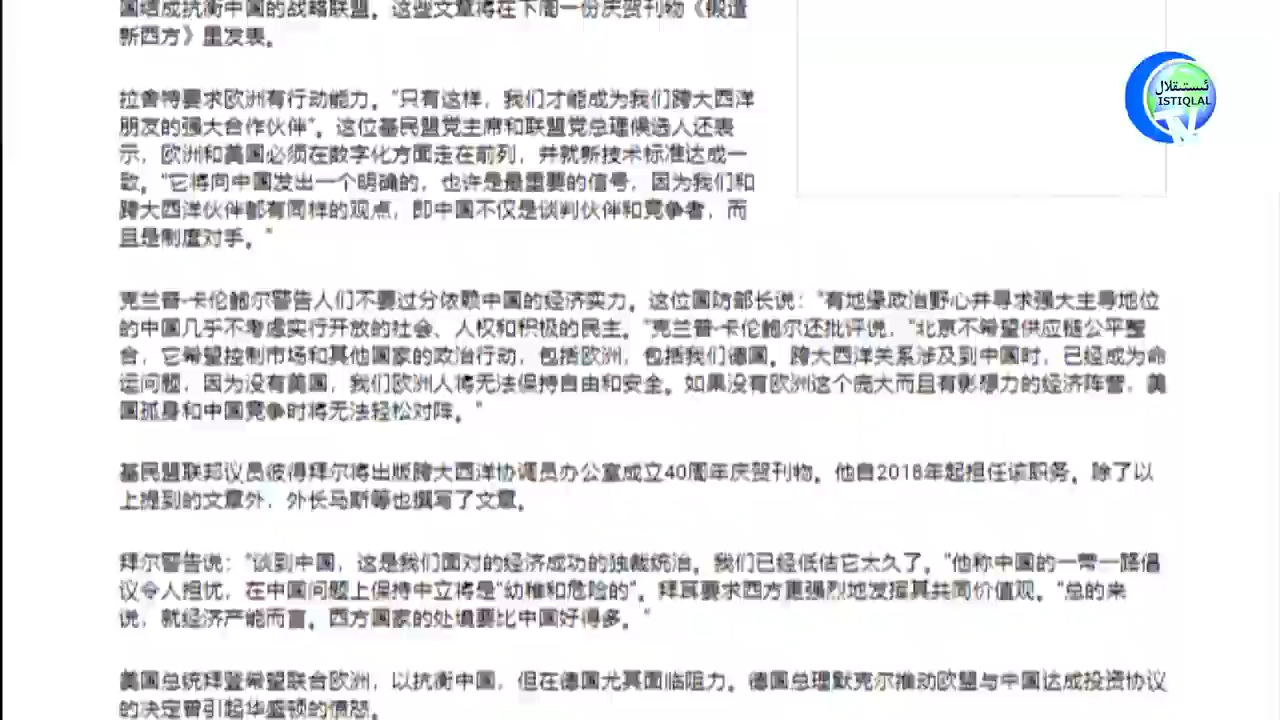 国结成抗衡中国的战略联盟。这些文章将在下周一份庆贺刊物《锻造
新西方》里发表。
拉舍特要求欧洲有行动能力。“只有这样，我们才能成为我们跨大西洋
朋友的强大合作伙伴”。这位基民盟党主席和联盟党总理候选人还表
示，欧洲和美国必须在数字化方面走在前列，并就新技术标准达成一
致。“它将向中国发出一个明确的，也许是最重要的信号，因为我们和
跨大西洋伙伴都有同样的观点，即中国不仅是谈判伙伴和竞争者，而
且是制度对手。”
克兰普-卡伦鲍尔警告人们不要过分依赖中国的经济实力。这位国防部长说：“有地缘政治野心并寻求强大主导地位
的中国几乎不考虑实行开放的社会、人权和积极的民主。”克兰普-卡伦鲍尔还批评说，“北京不希望供应链公平整
合，它希望控制市场和其他国家的政治行动，包括欧洲，包括我们德国。跨大西洋关系涉及到中国时，已经成为命
运问题，因为没有美国，我们欧洲人将无法保持自由和安全。如果没有欧洲这个庞大而且有影响力的经济阵营，美
国孤身和中国竞争时将无法轻松对阵。”
基民盟联邦议员彼得拜尔将出版跨大西洋协调员办公室成立40周年庆贺刊物。他自2018年起担任该职务。除了以
上提到的文章外，外长马斯等也撰写了文章。
拜尔警告说：“谈到中国，这是我们面对的经济成功的独裁统治。我们已经低估它太久了。”他称中国的一带一路倡
议令人担忧，在中国问题上保持中立将是“幼稚和危险的”。拜耳要求西方更强烈地发挥其共同价值观。“总的来
说，就经济产能而言。西方国家的处境要比中国好得多。”
美国总统拜登希望联合欧洲，以抗衡中国，但在德国尤其面临阻力。德国总理默克尔推动欧盟与中国达成投资协议
的决定曾引起华盛顿的愤怒。
ئىستىقلال
ISTIQLAL
TV